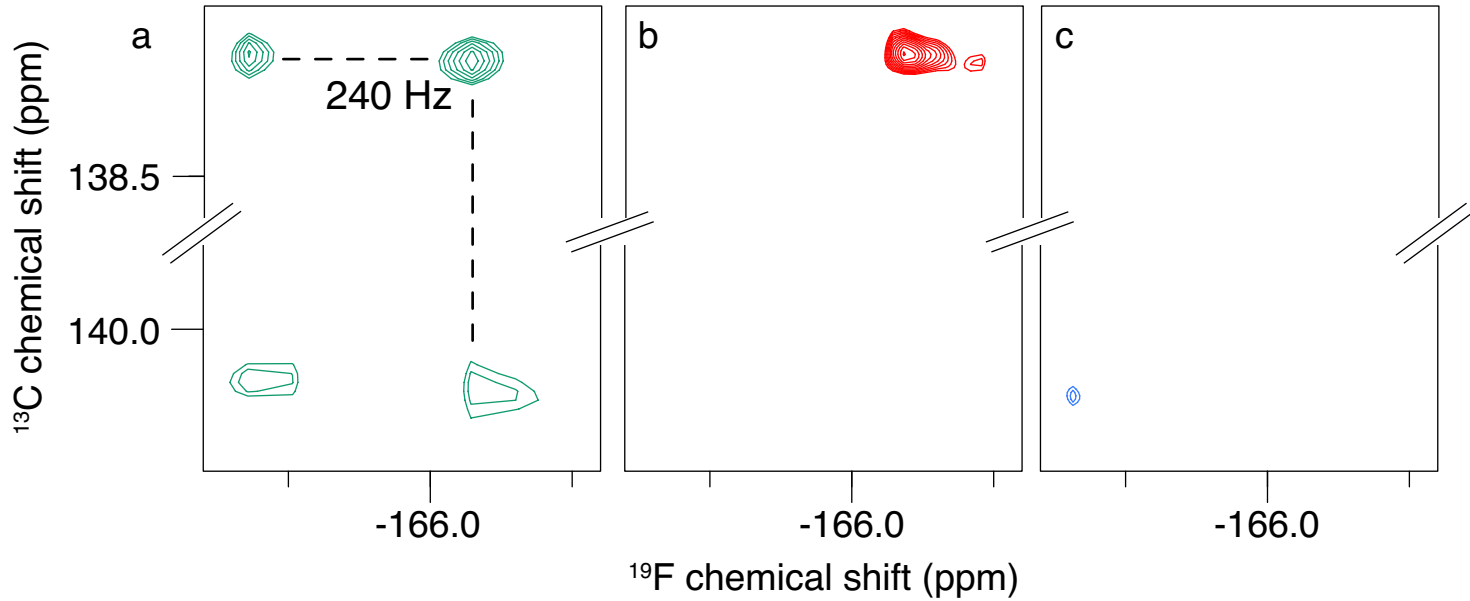 a
b
c
240 Hz
138.5
140.0
-166.0
-166.0
-166.0
¹³C chemical shift (ppm)
¹⁹F chemical shift (ppm)